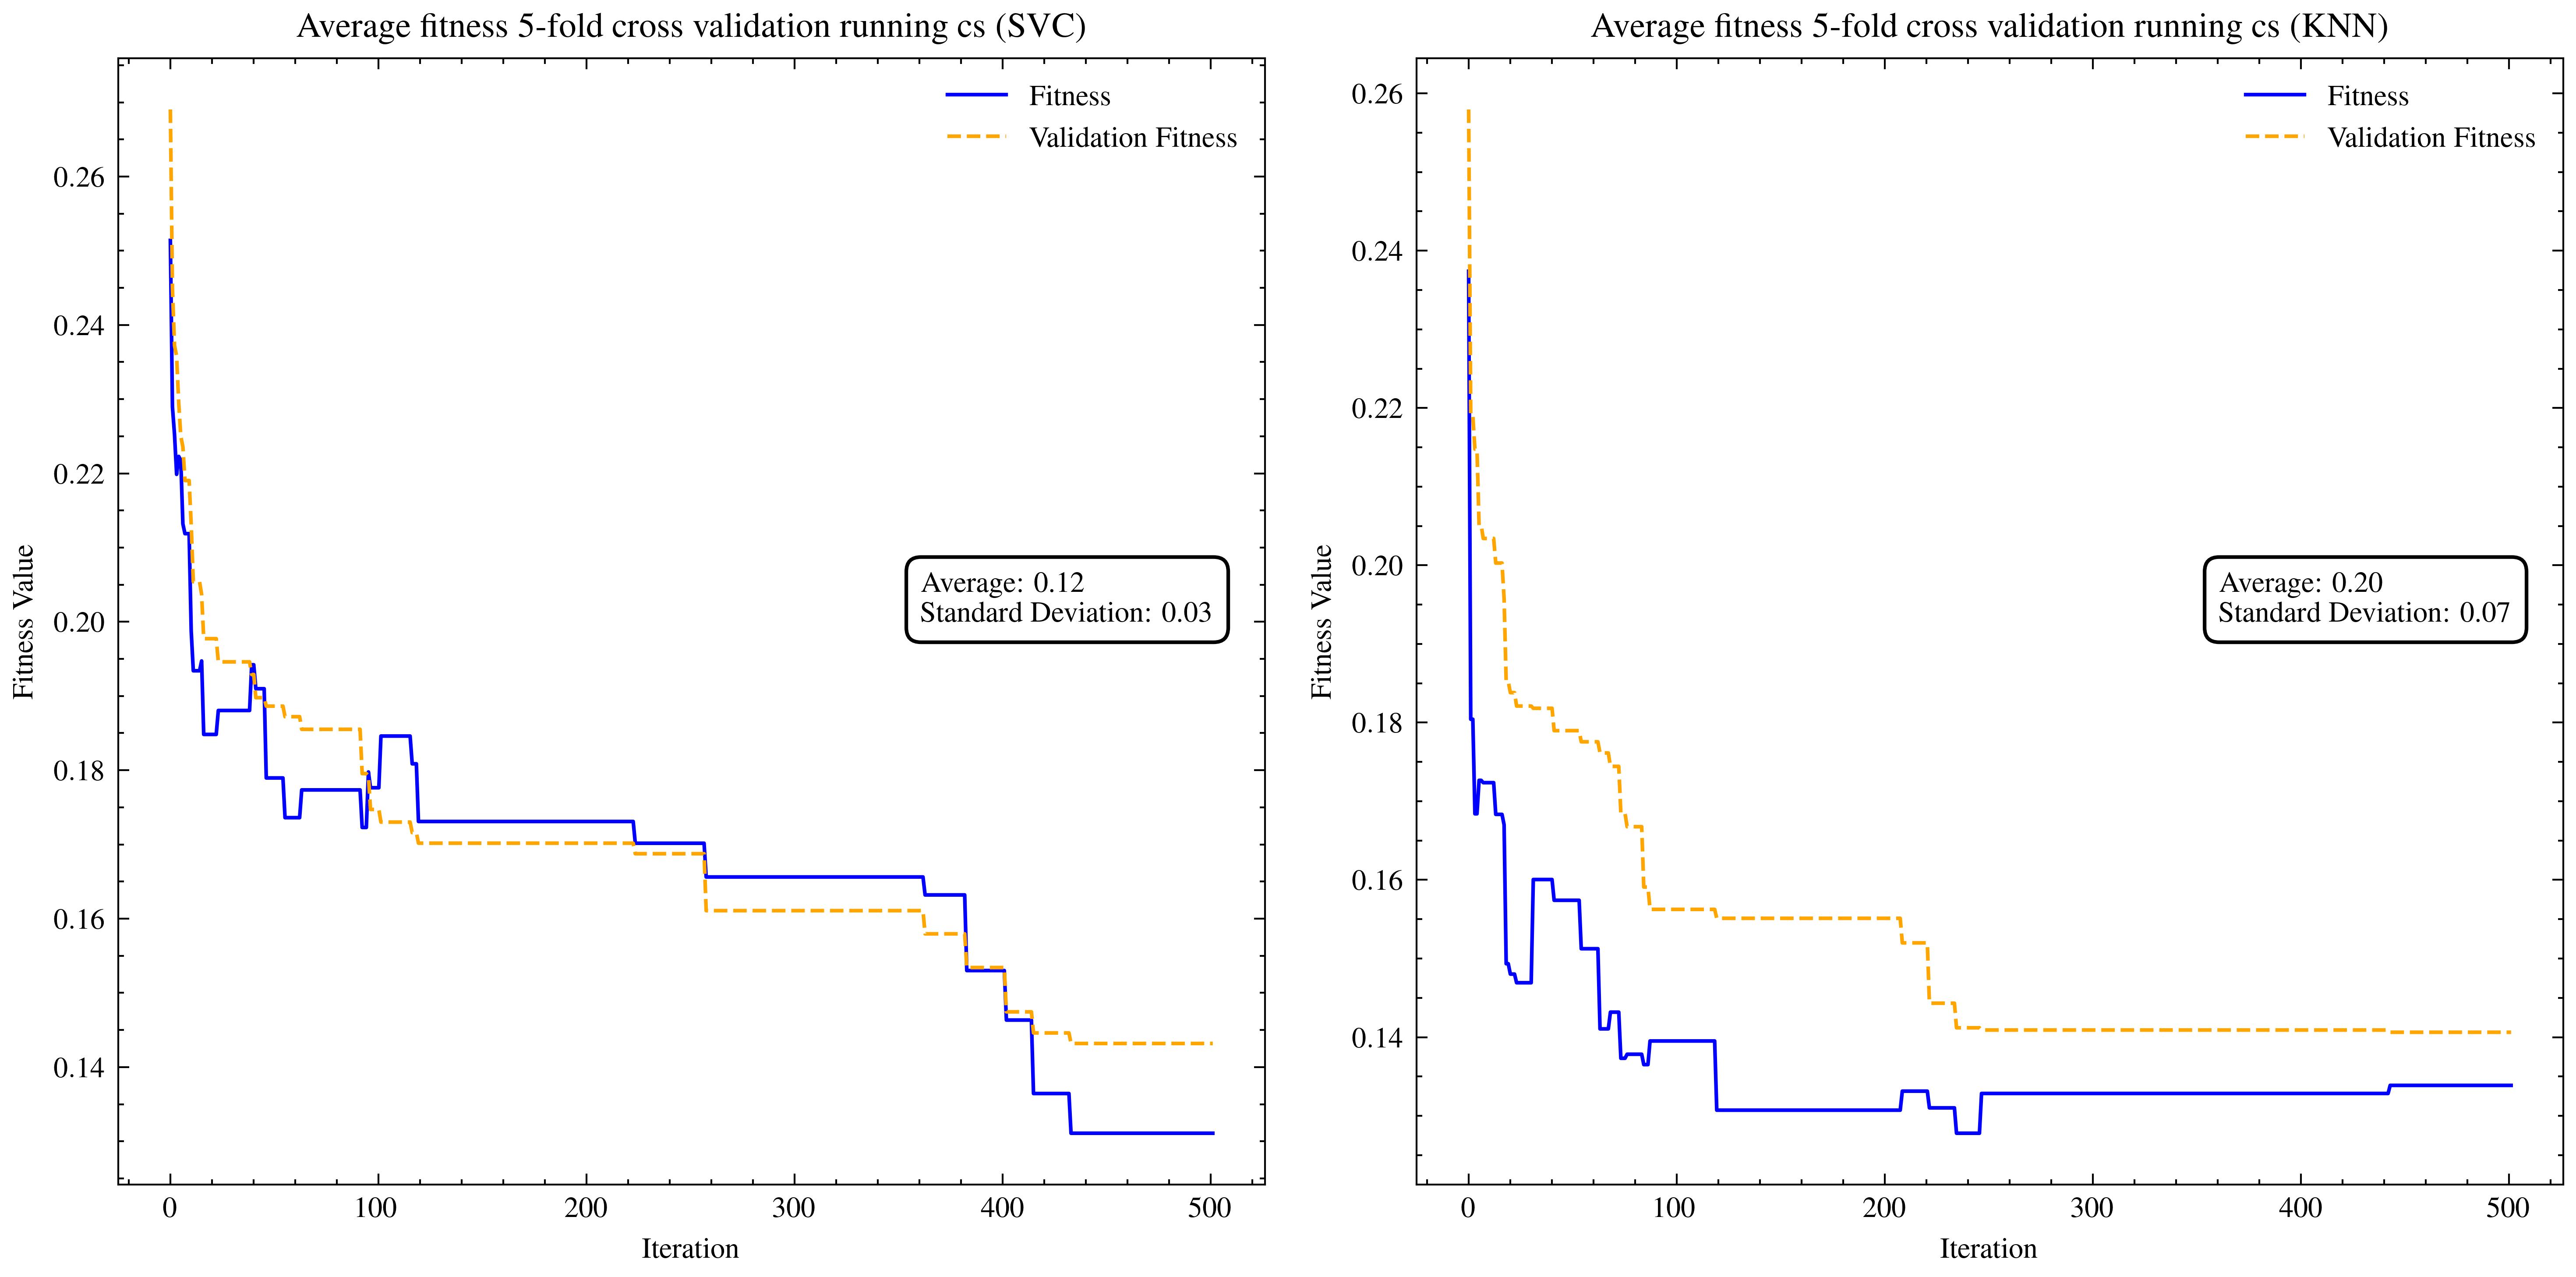 Average fitness 5-fold cross validation running cs (SVC)
Fitness
Validation Fitness
Average: 0.12
Standard Deviation: 0.03
Fitness Value
0.26
0.24
0.22
0.20
0.18
0.16
0.14
0 100 200 300 400 500
Iteration
Average fitness 5-fold cross validation running cs (KNN)
Fitness
Validation Fitness
Average: 0.20
Standard Deviation: 0.07
Fitness Value
0.26
0.24
0.22
0.20
0.18
0.16
0.14
0 100 200 300 400 500
Iteration